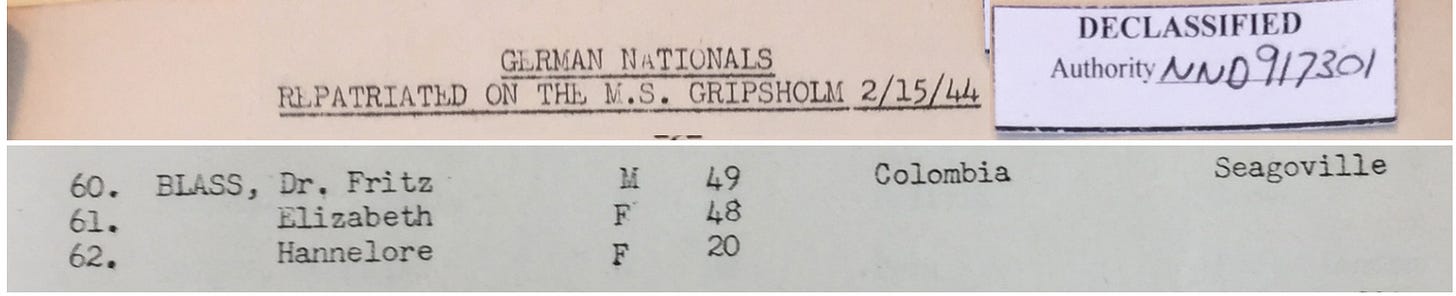 GERMAN NATIONALS
REPATRIATED ON THE M.S. GRIPSHOLM 2/15/44
DECLASSIFIED
Authority NND917301
60. BLASS, Dr. Fritz M 49 Colombia Seagoville
61. Elizabeth F 48
62. Hannelore F 20